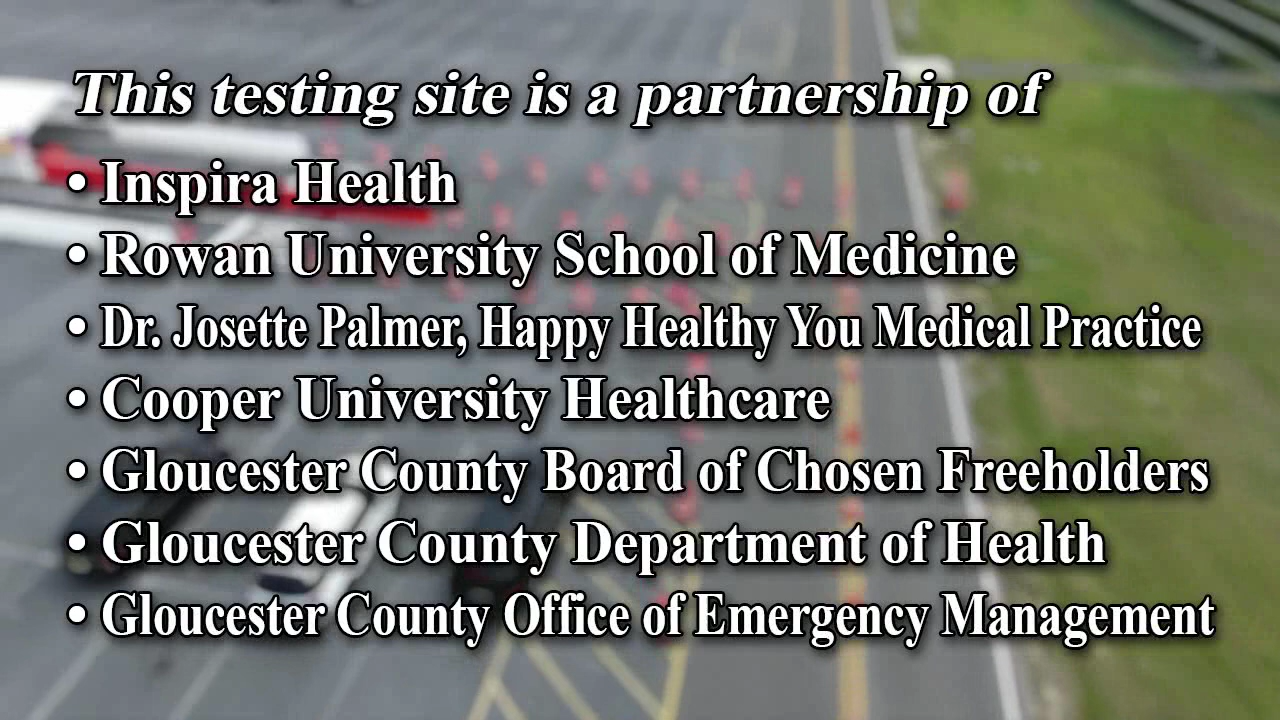 This testing site is a partnership of
• Inspira Health
• Rowan University School of Medicine
• Dr. Josette Palmer, Happy Healthy You Medical Practice
• Cooper University Healthcare
• Gloucester County Board of Chosen Freeholders
• Gloucester County Department of Health
• Gloucester County Office of Emergency Management